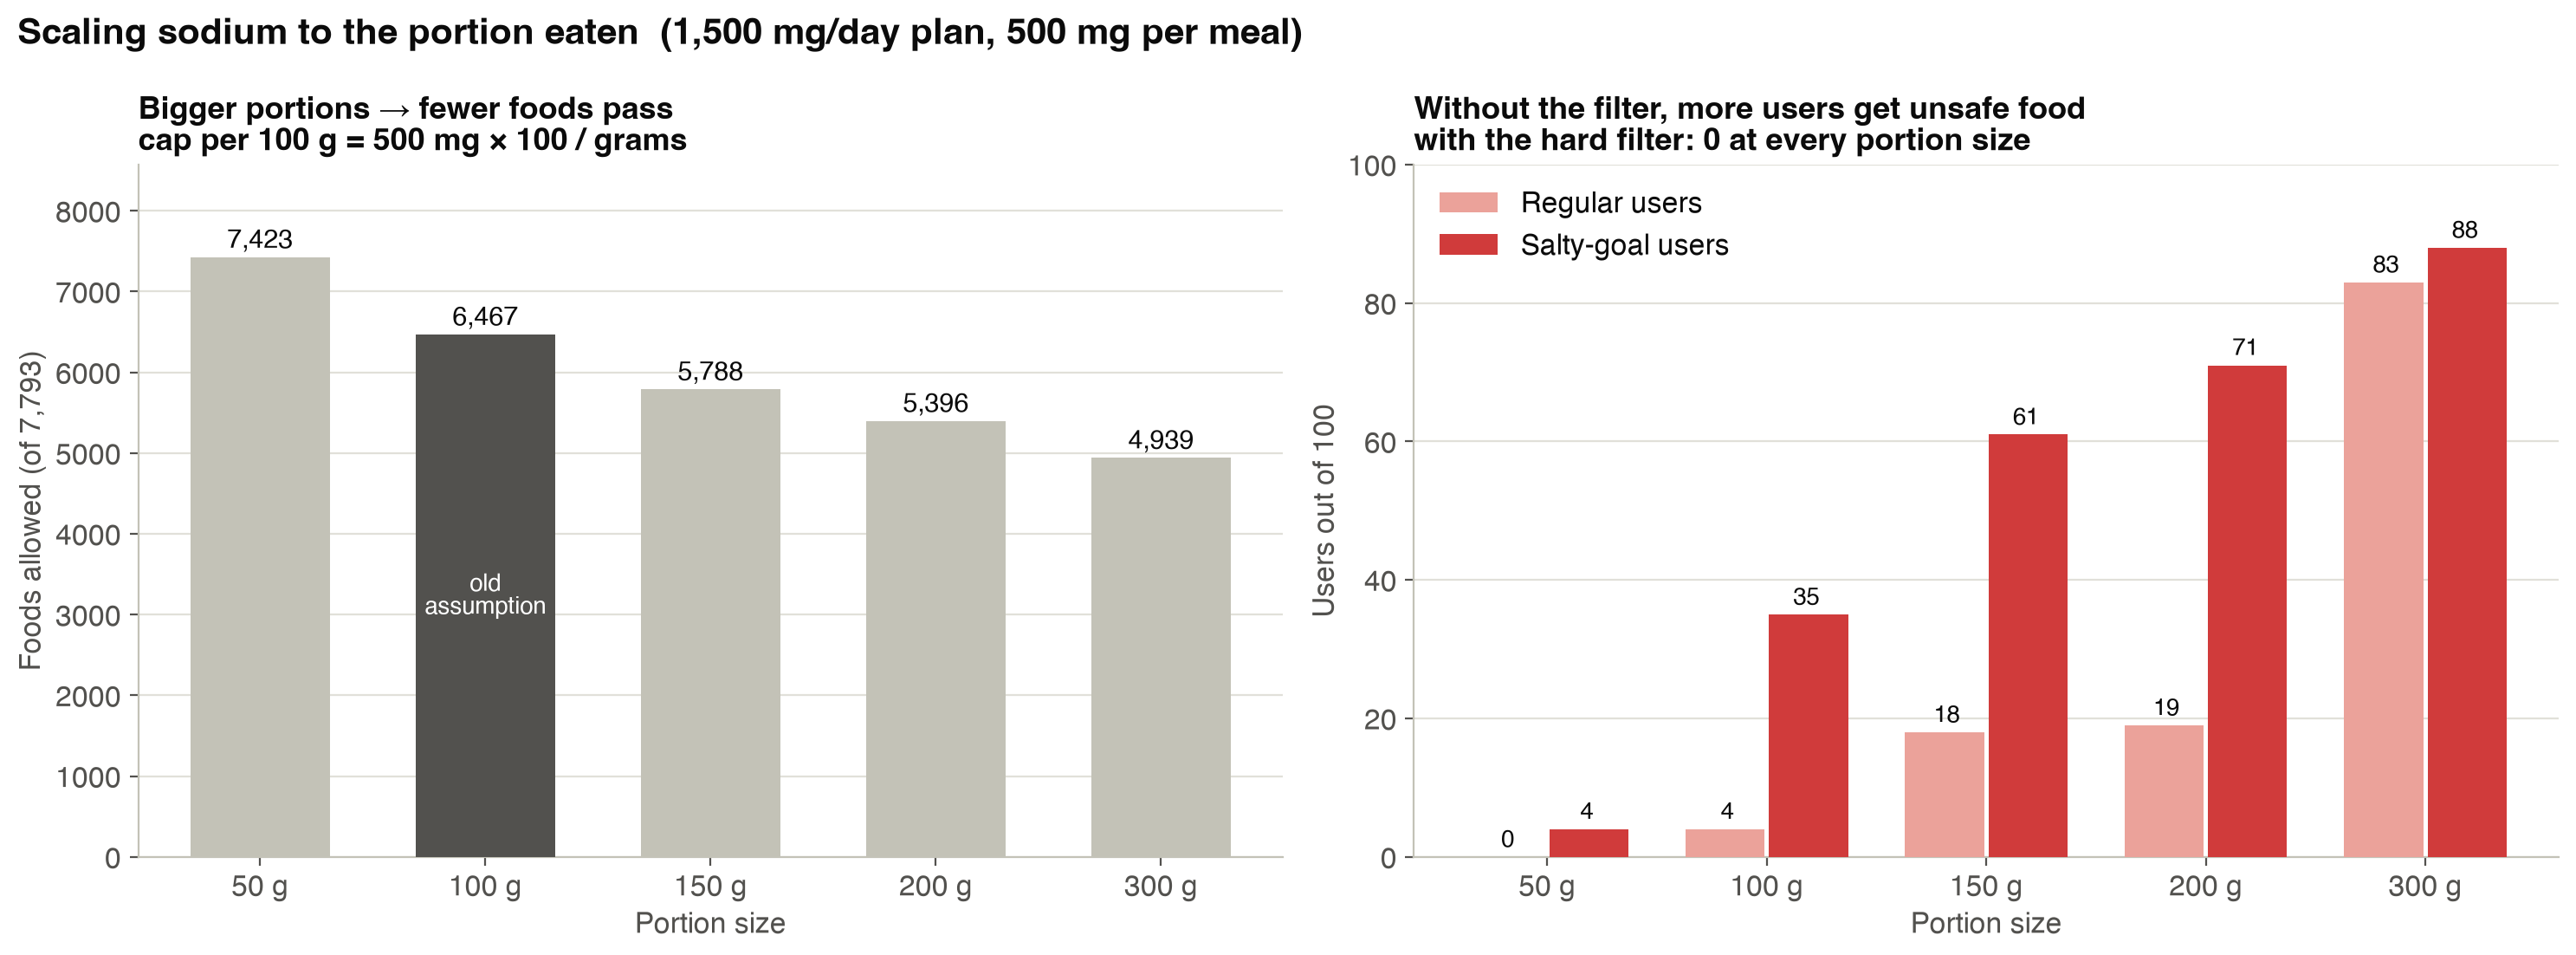 Scaling sodium to the portion eaten  (1,500 mg/day plan, 500 mg per meal)
Bigger portions → fewer foods pass
cap per 100 g = 500 mg × 100 / grams
Foods allowed (of 7,793)
8000
7000
6000
5000
4000
3000
2000
1000
0
7,423
6,467
5,788
5,396
4,939
old
assumption
50 g
100 g
150 g
200 g
300 g
Portion size
Without the filter, more users get unsafe food
with the hard filter: 0 at every portion size
Users out of 100
100
80
60
40
20
0
Regular users
Salty-goal users
0
4
4
35
18
61
19
71
83
88
50 g
100 g
150 g
200 g
300 g
Portion size